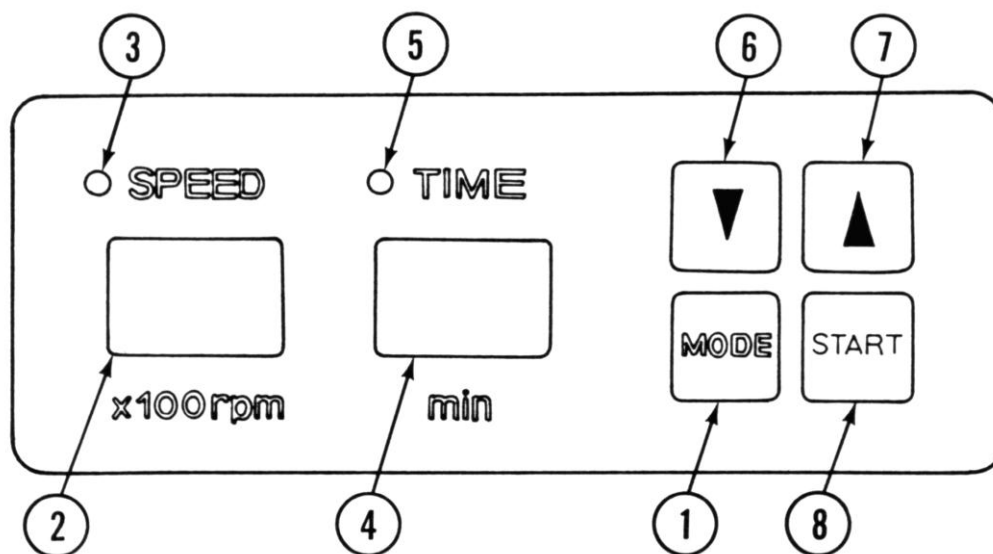 3 5 6 7
SPEED TIME ▼ ▲
MODE START
x100rpm min
2 4 1 8